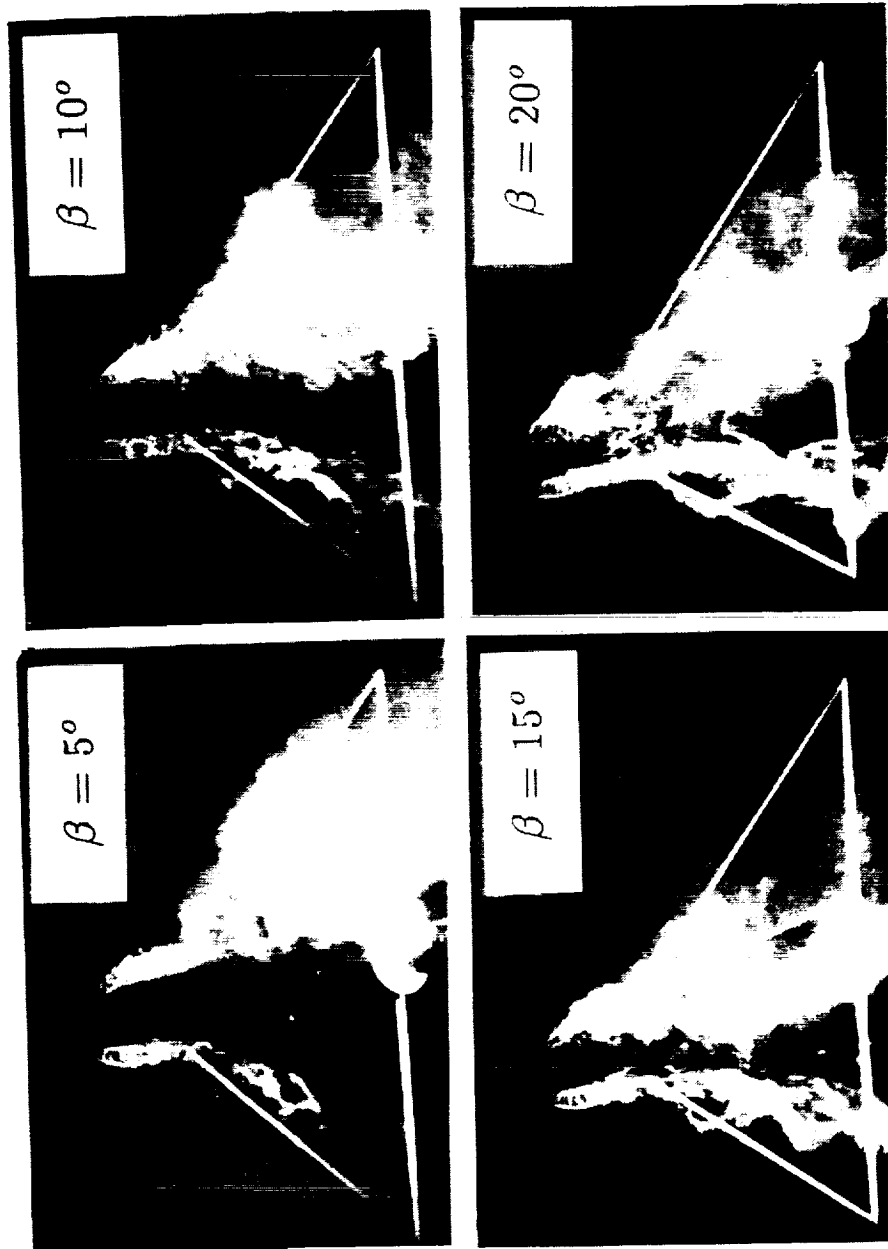 β = 5°
β = 10°
β = 15°
β = 20°